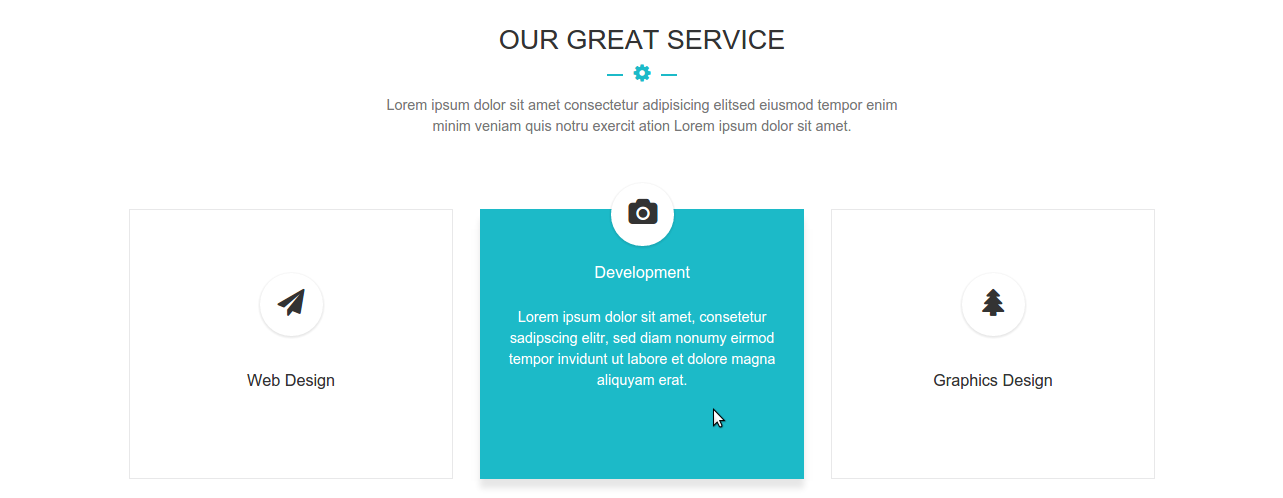 OUR GREAT SERVICE
Lorem ipsum dolor sit amet consectetur adipisicing elitsed eiusmod tempor enim
minim veniam quis notru exercit ation Lorem ipsum dolor sit amet.
Web Design
Development
Lorem ipsum dolor sit amet, consetetur
sadipscing elitr, sed diam nonumy eirmod
tempor invidunt ut labore et dolore magna
aliquyam erat.
Graphics Design